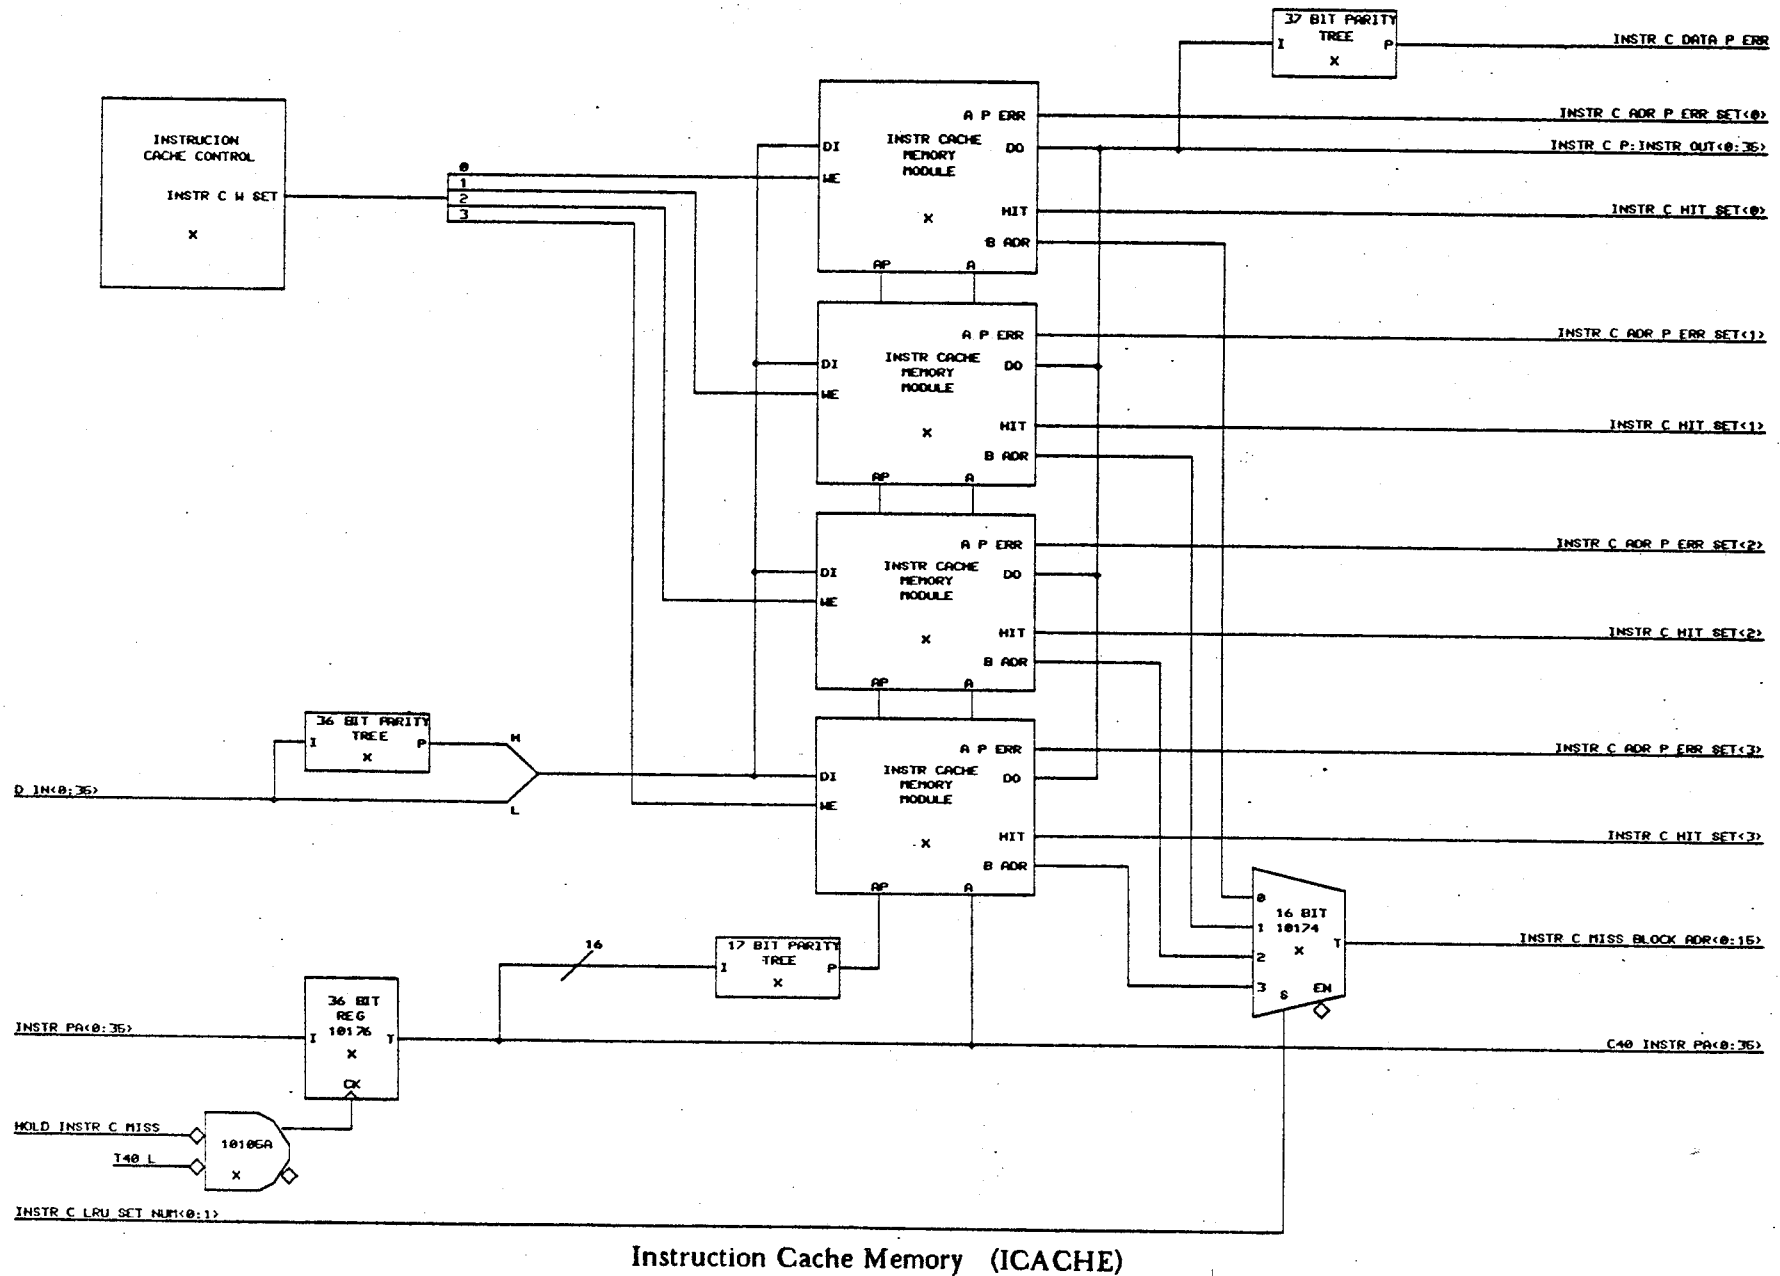 37 BIT PARITY
TREE
I
P
X
INSTR C DATA P ERR
INSTRUCION
CACHE CONTROL
INSTR C W SET
X
0
1
2
3
A P ERR
INSTR CACHE
MEMORY
MODULE
DI
WE
DO
X
HIT
B ADR
AP
A
INSTR C ADR P ERR SET<0>
INSTR C P:INSTR OUT<0:35>
INSTR C HIT SET<0>
A P ERR
INSTR CACHE
MEMORY
MODULE
DI
WE
DO
X
HIT
B ADR
AP
A
INSTR C ADR P ERR SET<1>
INSTR C HIT SET<1>
A P ERR
INSTR CACHE
MEMORY
MODULE
DI
WE
DO
X
HIT
B ADR
AP
A
INSTR C ADR P ERR SET<2>
INSTR C HIT SET<2>
36 BIT PARITY
TREE
I
P
X
H
L
D IN<0:35>
A P ERR
INSTR CACHE
MEMORY
MODULE
DI
WE
DO
X
HIT
B ADR
AP
A
INSTR C ADR P ERR SET<3>
INSTR C HIT SET<3>
0
16 BIT
1 10174
X
T
2
3
S
EN
INSTR C MISS BLOCK ADR<0:15>
16
17 BIT PARITY
TREE
I
P
X
INSTR PA<0:35>
36 BIT
REG
10176
I
T
X
CK
C40 INSTR PA<0:35>
HOLD INSTR C MISS
T40 L
10105A
X
INSTR C LRU SET NUM<0:1>
Instruction Cache Memory (ICACHE)